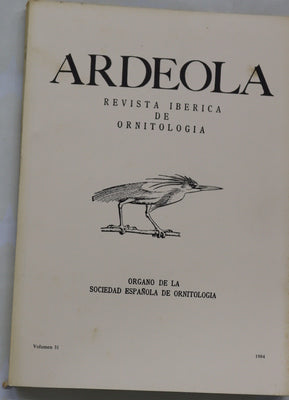 ARDEOLA
REVISTA IBERICA
DE
ORNITOLOGIA
ORGANO DE LA
SOCIEDAD ESPAÑOLA DE ORNITOLOGIA
Volumen 31
1984